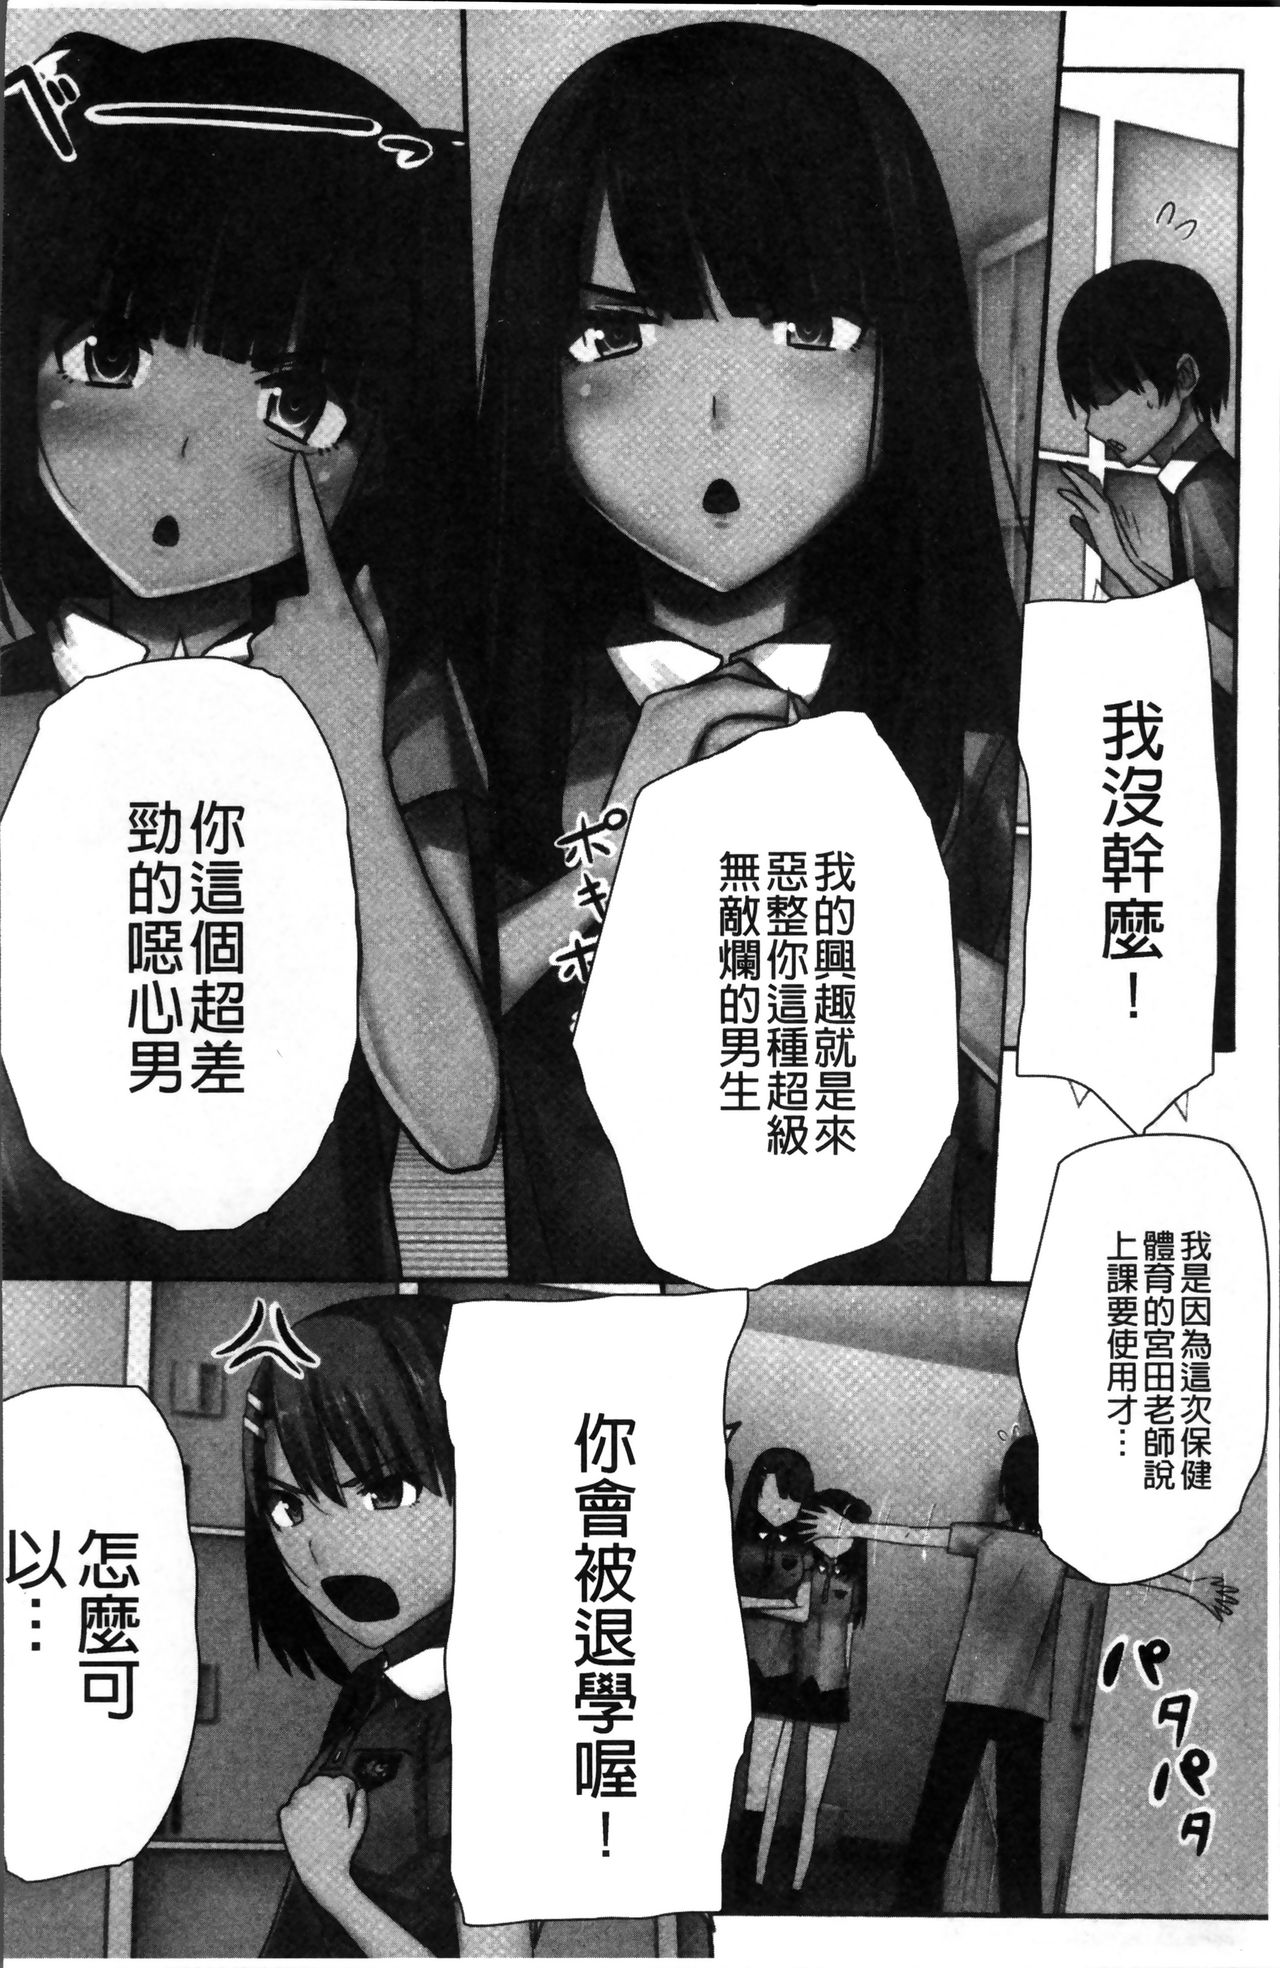 我沒幹麼！
我是因為這次保健
體育的宮田老師說
上課要使用才…
我的興趣就是來
惡整你這種超級
無敵爛的男生
ポキポ
你這個超差
勁的噁心男
パタパタ
你會被退學喔！
怎麼可
以…